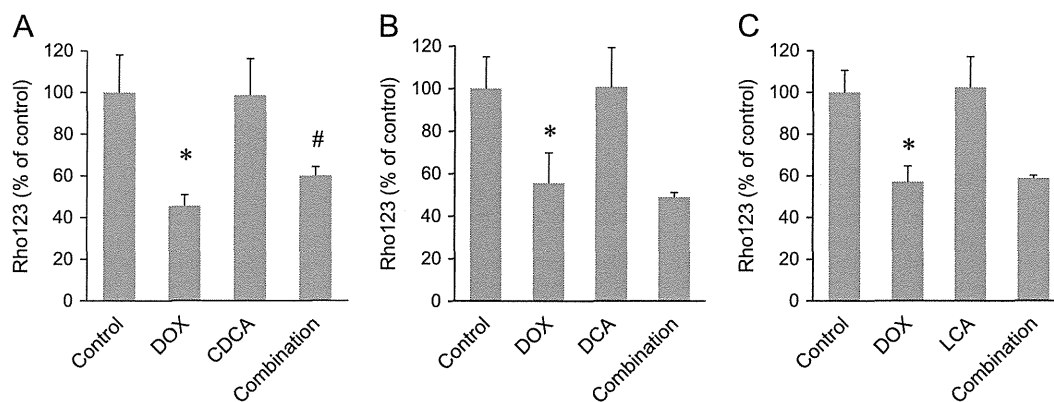 A
Rho123 (% of control)
120
100
80
60
40
20
0
*
#
Control
DOX
CDCA
Combination
B
Rho123 (% of control)
120
100
80
60
40
20
0
*
Control
DOX
DCA
Combination
C
Rho123 (% of control)
120
100
80
60
40
20
0
*
Control
DOX
LCA
Combination